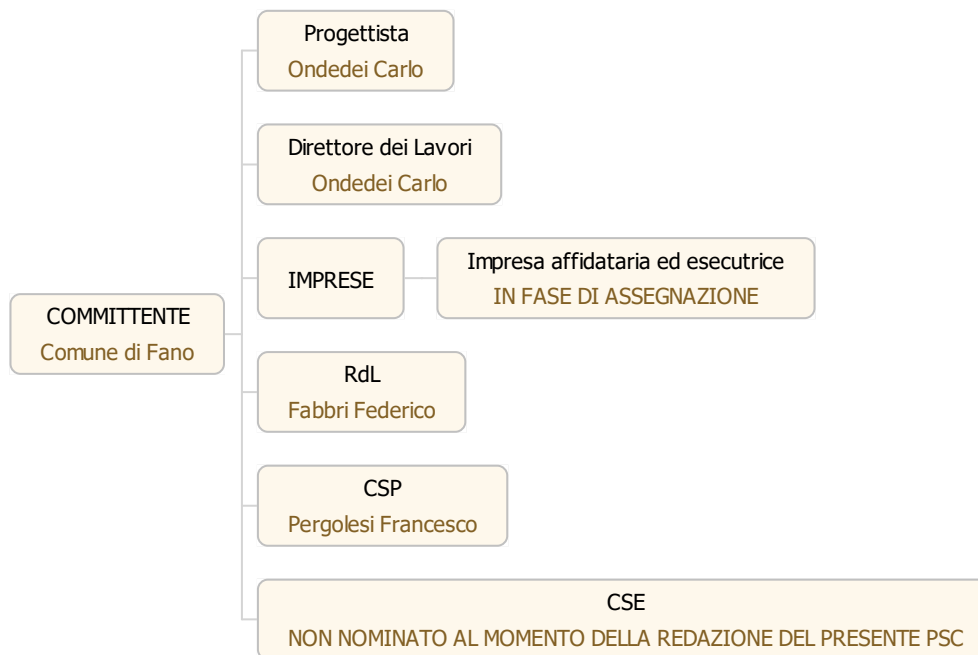 Progettista
Ondedei Carlo
Direttore dei Lavori
Ondedei Carlo
IMPRESE
Impresa affidataria ed esecutrice
IN FASE DI ASSEGNAZIONE
COMMITTENTE
Comune di Fano
RdL
Fabbri Federico
CSP
Pergolesi Francesco
CSE
NON NOMINATO AL MOMENTO DELLA REDAZIONE DEL PRESENTE PSC